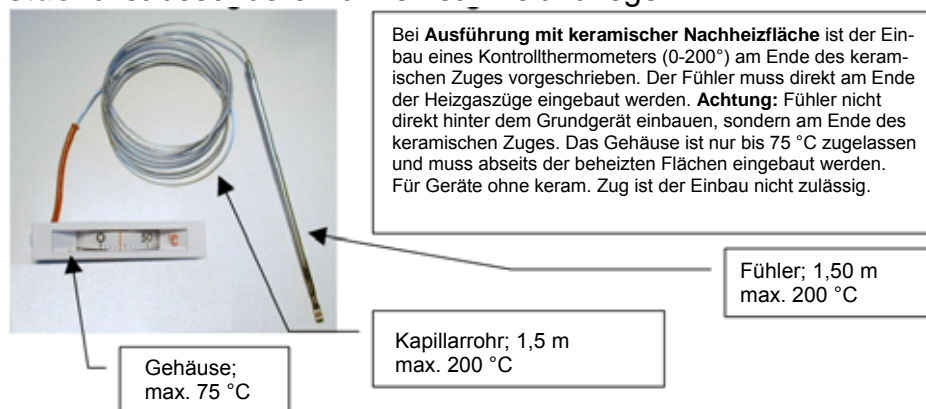 Bei Ausführung mit keramischer Nachheizfläche ist der Ein-
bau eines Kontrollthermometers (0-200°) am Ende des keram-
ischen Zuges vorgeschrieben. Der Fühler muss direkt am Ende
der Heizgaszüge eingebaut werden. Achtung: Fühler nicht
direkt hinter dem Grundgerät einbauen, sondern am Ende des
keramischen Zuges. Das Gehäuse ist nur bis 75 °C zugelassen
und muss abseits der beheizten Flächen eingebaut werden.
Für Geräte ohne keram. Zug ist der Einbau nicht zulässig.
0 50 °C
Fühler; 1,50 m
max. 200 °C
Kapillarrohr; 1,5 m
max. 200 °C
Gehäuse;
max. 75 °C